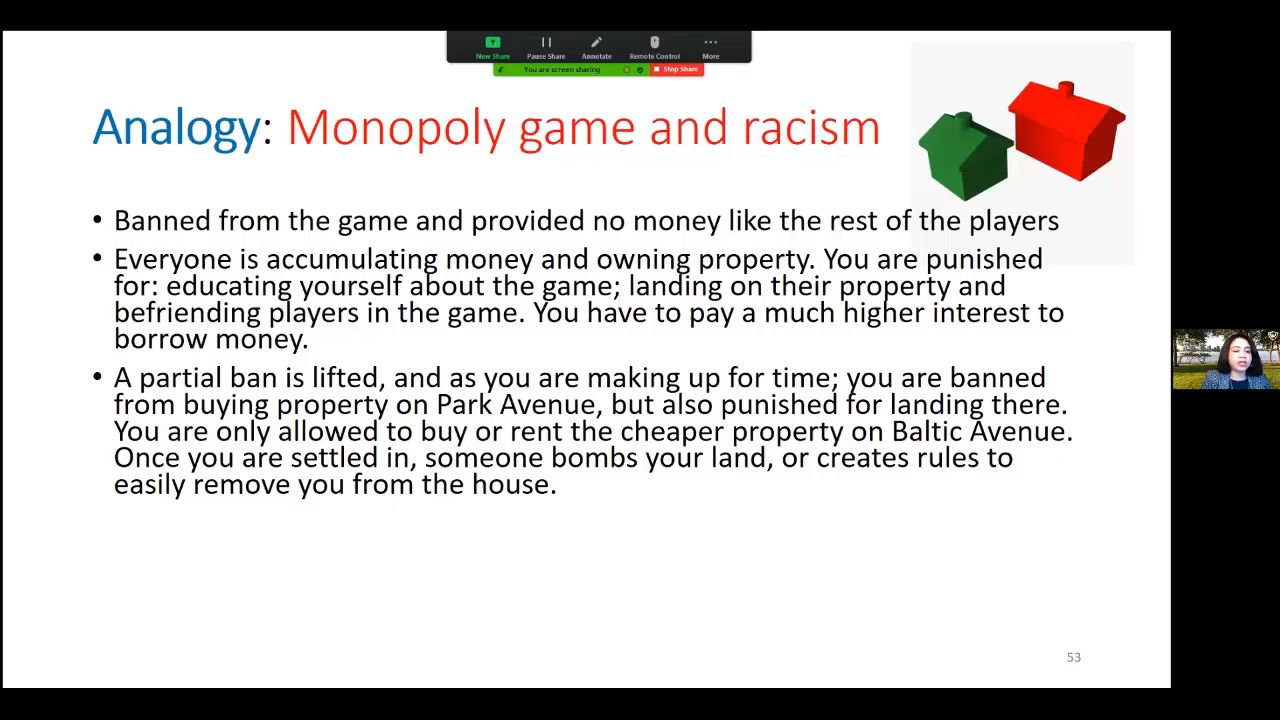 New Share
Pause Share
Annotate
Remote Control
More
You are screen sharing
Stop Share
Analogy: Monopoly game and racism
• Banned from the game and provided no money like the rest of the players
• Everyone is accumulating money and owning property. You are punished
for: educating yourself about the game; landing on their property and
befriending players in the game. You have to pay a much higher interest to
borrow money.
• A partial ban is lifted, and as you are making up for time; you are banned
from buying property on Park Avenue, but also punished for landing there.
You are only allowed to buy or rent the cheaper property on Baltic Avenue.
Once you are settled in, someone bombs your land, or creates rules to
easily remove you from the house.
53